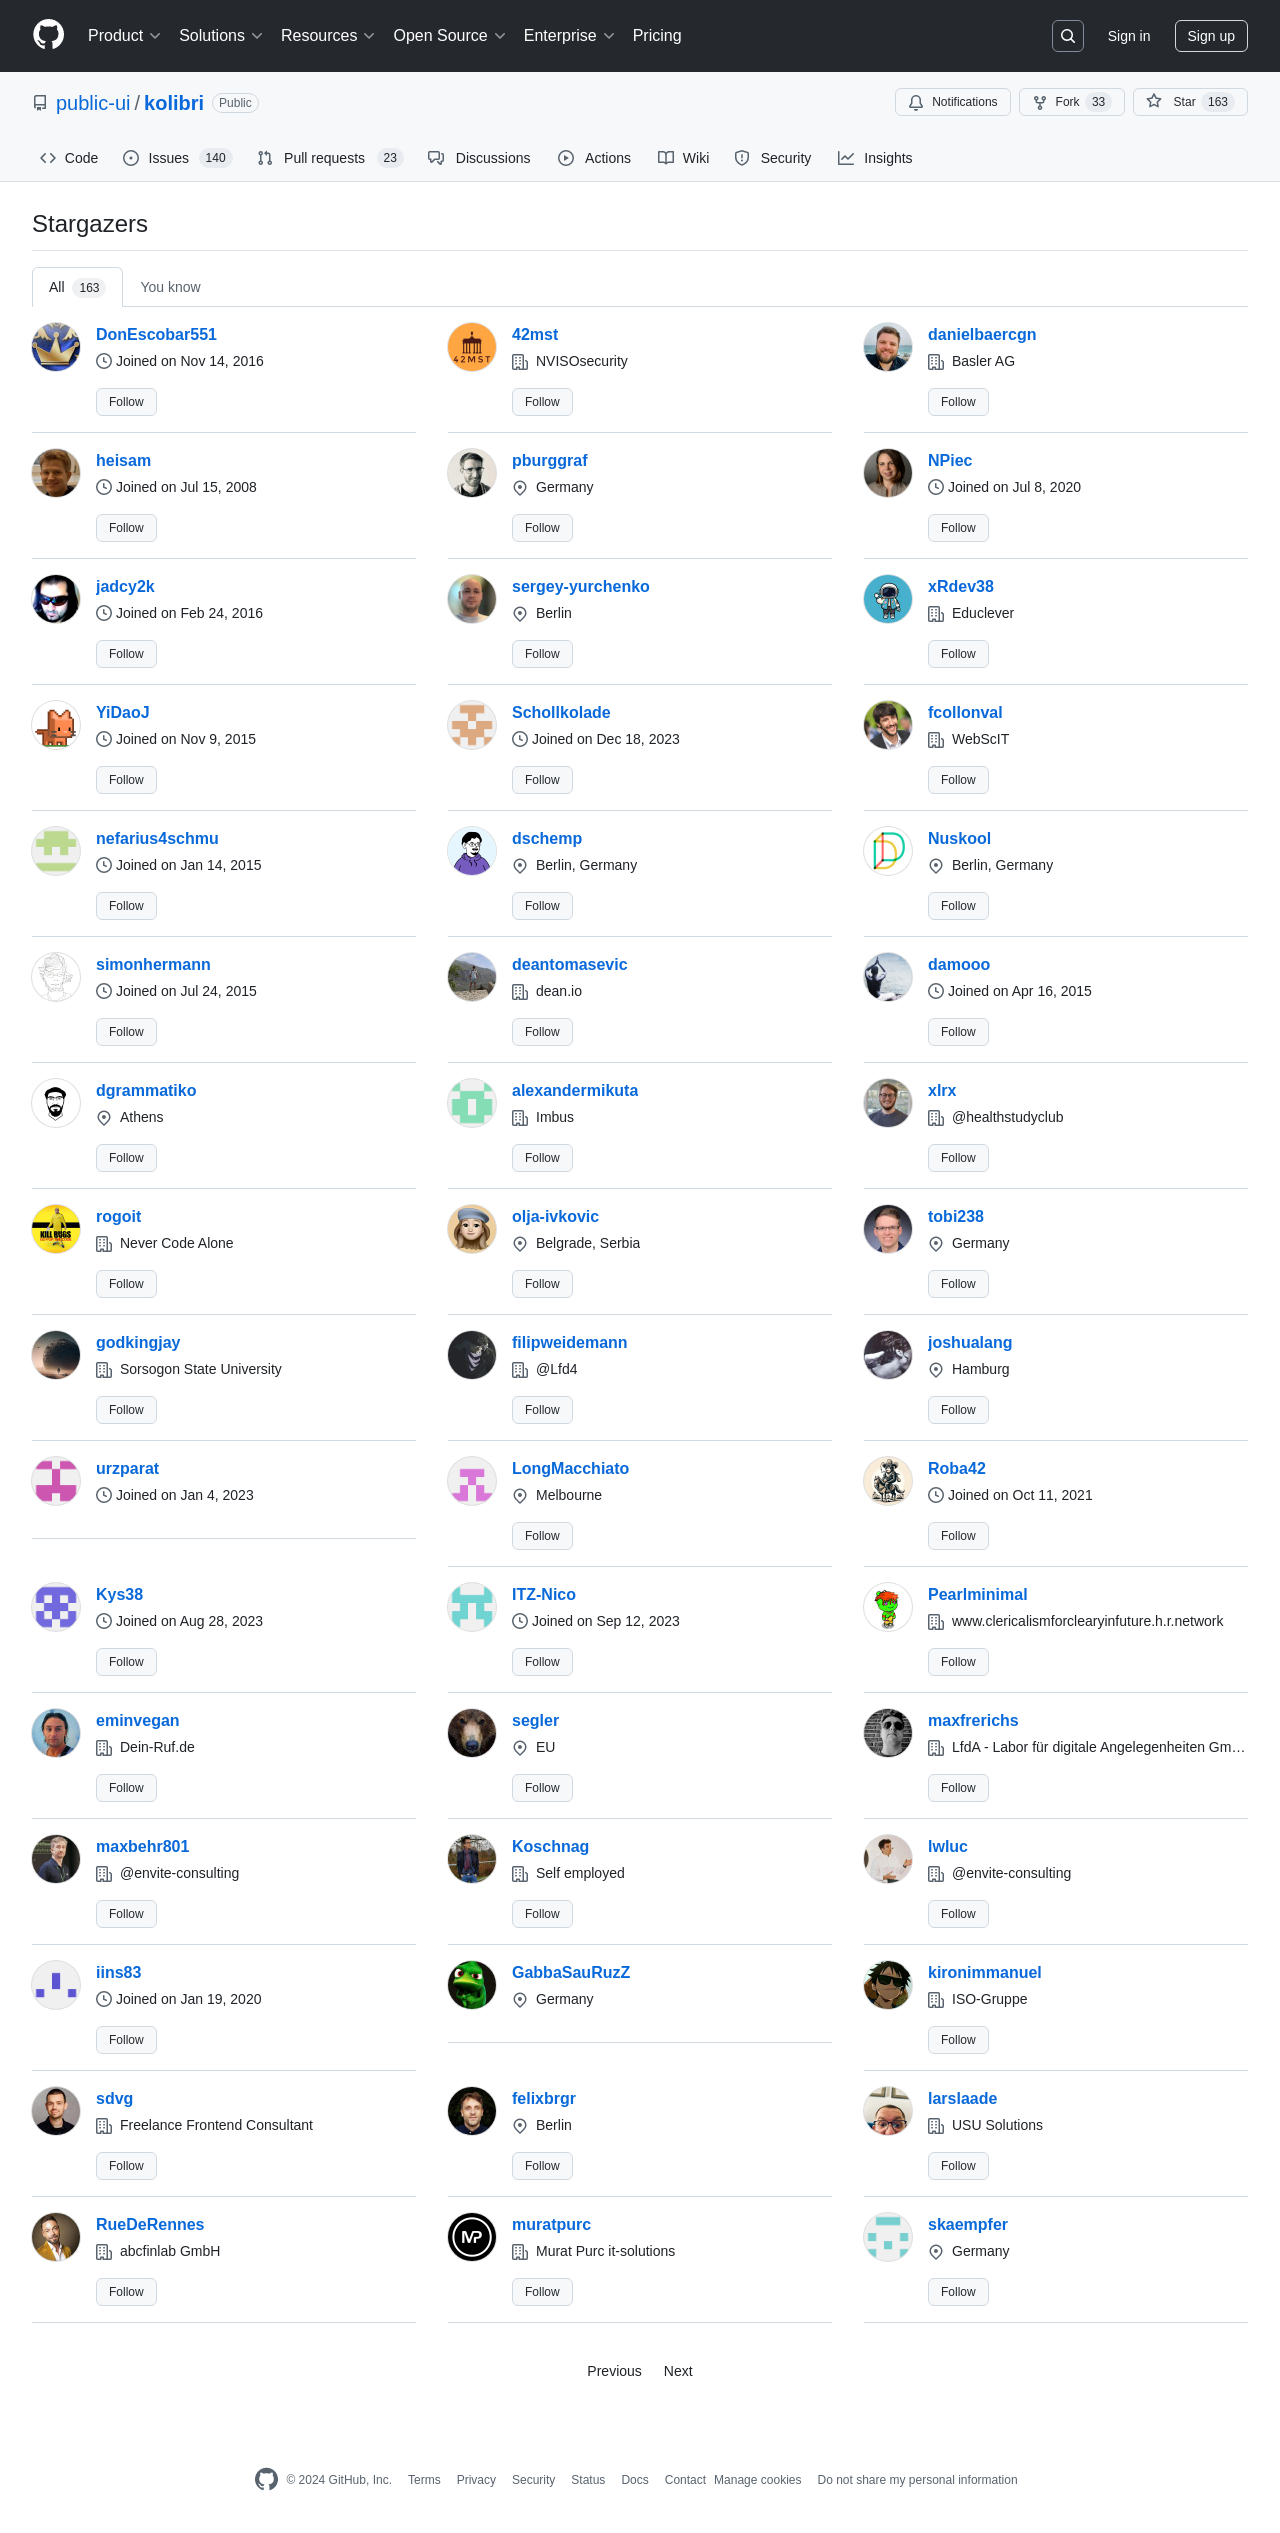 Product Solutions Resources Open Source Enterprise Pricing Sign in Sign up
public-ui / kolibri Public Notifications Fork 33 Star 163
Code Issues 140 Pull requests 23 Discussions Actions Wiki Security Insights
Stargazers
All 163 You know
DonEscobar551 42mst danielbaercgn
Joined on Nov 14, 2016 NVISOsecurity Basler AG
Follow Follow Follow
heisam pburggraf NPiec
Joined on Jul 15, 2008 Germany Joined on Jul 8, 2020
Follow Follow Follow
jadcy2k sergey-yurchenko xRdev38
Joined on Feb 24, 2016 Berlin Educlever
Follow Follow Follow
YiDaoJ Schollkolade fcollonval
Joined on Nov 9, 2015 Joined on Dec 18, 2023 WebScIT
Follow Follow Follow
nefarius4schmu dschemp Nuskool
Joined on Jan 14, 2015 Berlin, Germany Berlin, Germany
Follow Follow Follow
simonhermann deantomasevic damooo
Joined on Jul 24, 2015 dean.io Joined on Apr 16, 2015
Follow Follow Follow
dgrammatiko alexandermikuta xlrx
Athens Imbus @healthstudyclub
Follow Follow Follow
rogoit olja-ivkovic tobi238
Never Code Alone Belgrade, Serbia Germany
Follow Follow Follow
godkingjay filipweidemann joshualang
Sorsogon State University @Lfd4 Hamburg
Follow Follow Follow
urzparat LongMacchiato Roba42
Joined on Jan 4, 2023 Melbourne Joined on Oct 11, 2021
Follow Follow
Kys38 ITZ-Nico Pearlminimal
Joined on Aug 28, 2023 Joined on Sep 12, 2023 www.clericalismforclearyinfuture.h.r.network
Follow Follow Follow
eminvegan segler maxfrerichs
Dein-Ruf.de EU LfdA - Labor für digitale Angelegenheiten Gm…
Follow Follow Follow
maxbehr801 Koschnag lwluc
@envite-consulting Self employed @envite-consulting
Follow Follow Follow
iins83 GabbaSauRuzZ kironimmanuel
Joined on Jan 19, 2020 Germany ISO-Gruppe
Follow Follow
sdvg felixbrgr larslaade
Freelance Frontend Consultant Berlin USU Solutions
Follow Follow Follow
RueDeRennes muratpurc skaempfer
abcfinlab GmbH Murat Purc it-solutions Germany
Follow Follow Follow
Previous Next
© 2024 GitHub, Inc. Terms Privacy Security Status Docs Contact Manage cookies Do not share my personal information